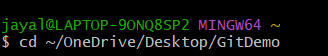 jayal@LAPTOP-9ONQ8SP2 MINGW64 ~
$ cd ~/OneDrive/Desktop/GitDemo